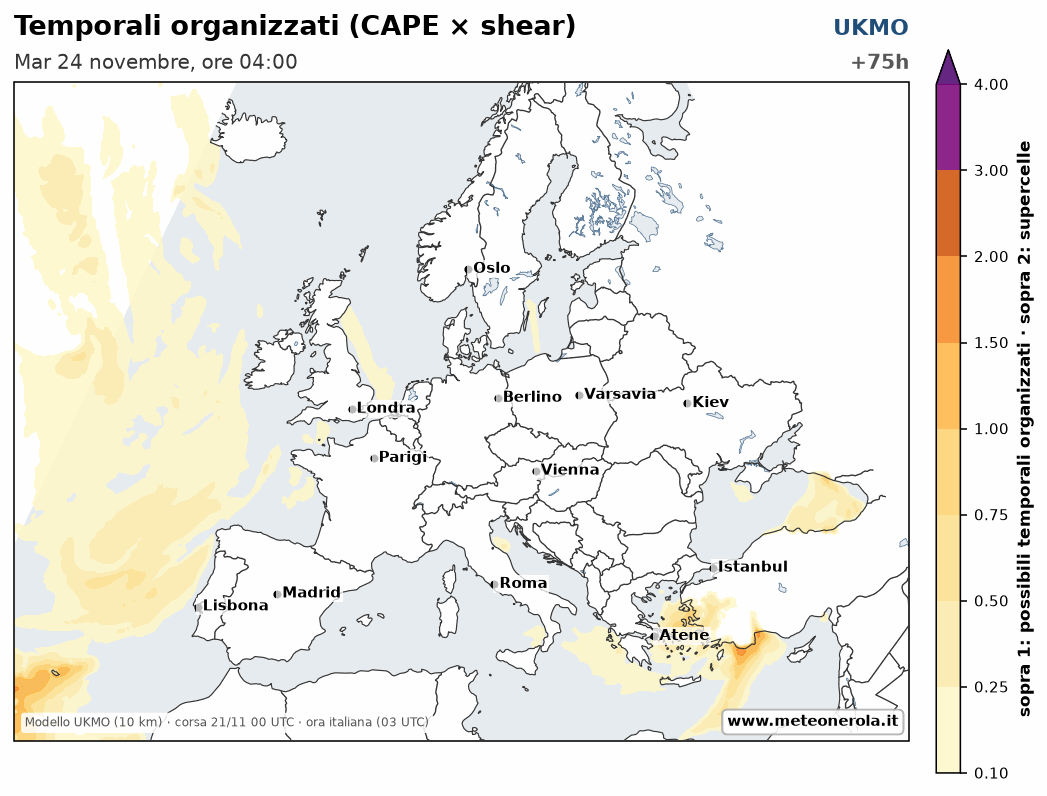 Temporali organizzati (CAPE × shear)
UKMO
Mar 24 novembre, ore 04:00
+75h
Oslo
Berlino
Varsavia
Kiev
Londra
Parigi
Vienna
Istanbul
Roma
Madrid
Lisbona
Atene
Modello UKMO (10 km) · corsa 21/11 00 UTC · ora italiana (03 UTC)
www.meteonerola.it
4.00
3.00
2.00
1.50
1.00
0.75
0.50
0.25
0.10
sopra 1: possibili temporali organizzati · sopra 2: supercelle